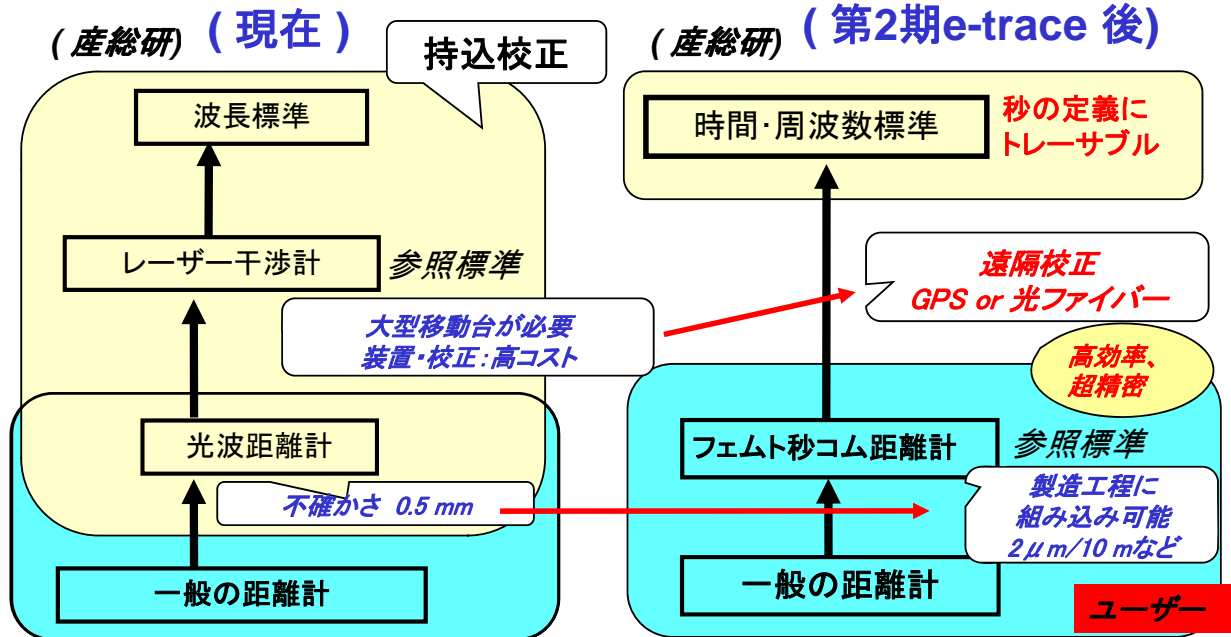 (産総研)
( 現在 )
持込校正
波長標準
レーザー干渉計
参照標準
大型移動台が必要
装置・校正：高コスト
光波距離計
不確かさ 0.5 mm
一般の距離計
(産総研)
( 第2期e-trace 後)
時間・周波数標準
秒の定義に
トレーサブル
遠隔校正
GPS or 光ファイバー
高効率、
超精密
フェムト秒コム距離計
参照標準
製造工程に
組み込み可能
2μm/10 mなど
一般の距離計
ユーザー